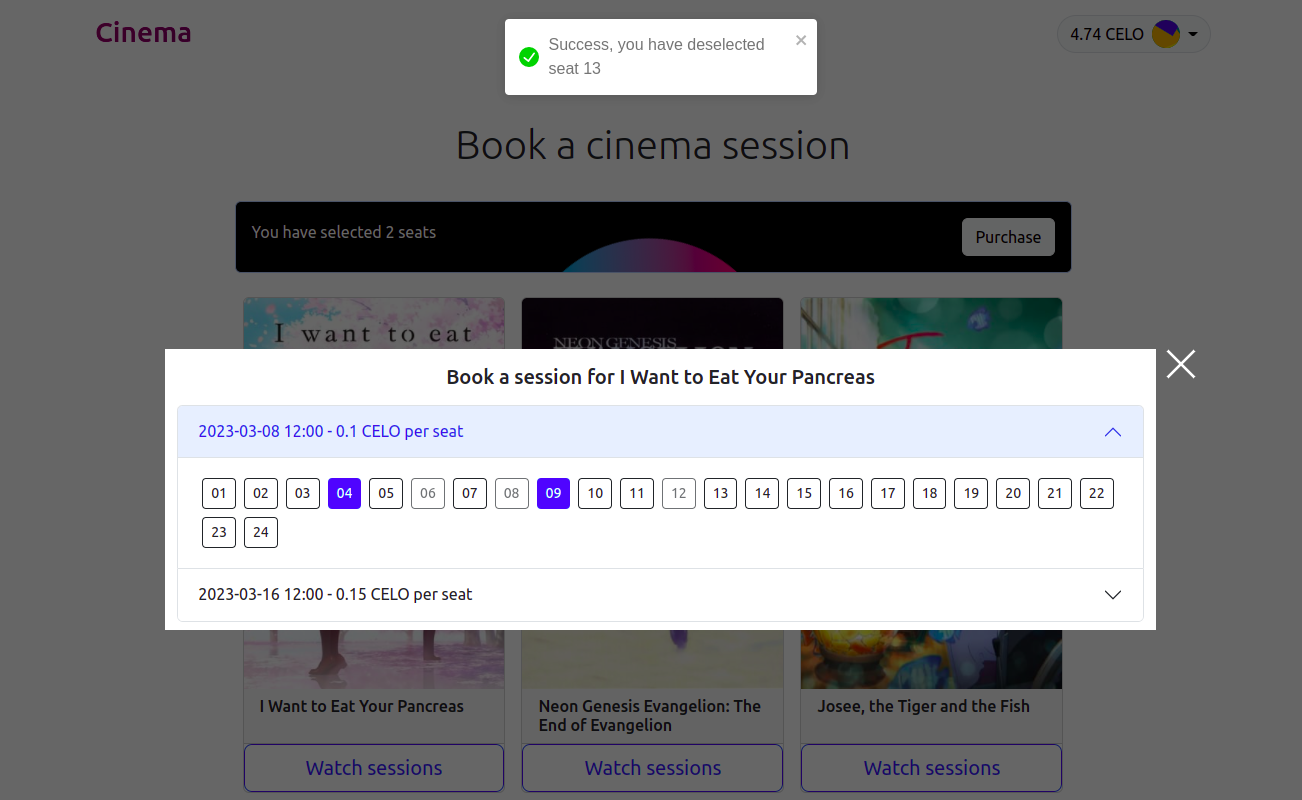 Cinema
Success, you have deselected
seat 13
4.74 CELO
Book a cinema session
You have selected 2 seats
Purchase
I want to eat
NEON GENESIS
Book a session for I Want to Eat Your Pancreas
2023-03-08 12:00 - 0.1 CELO per seat
01 02 03 04 05 06 07 08 09 10 11 12 13 14 15 16 17 18 19 20 21 22
23 24
2023-03-16 12:00 - 0.15 CELO per seat
I Want to Eat Your Pancreas
Neon Genesis Evangelion: The
End of Evangelion
Josee, the Tiger and the Fish
Watch sessions
Watch sessions
Watch sessions